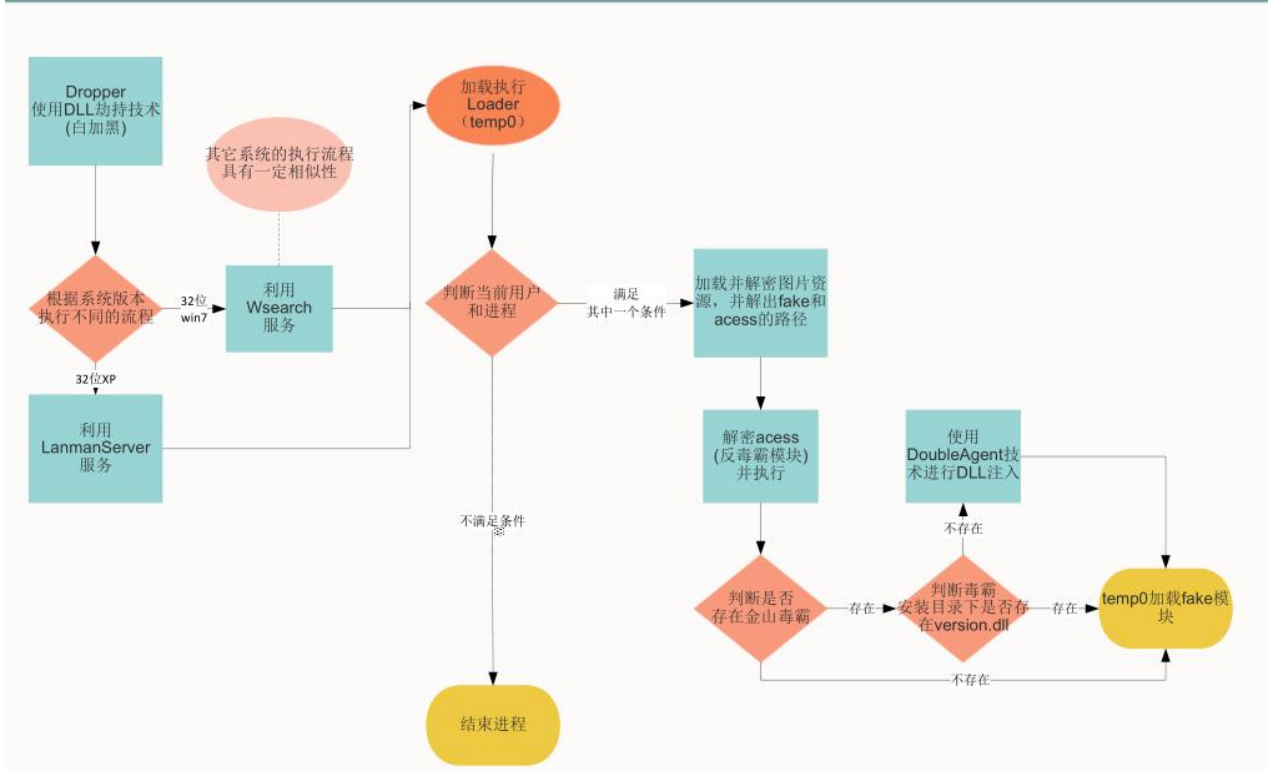 Dropper
使用DLL劫持技术
(白加黑)
其它系统的执行流程
具有一定相似性
根据系统版本
执行不同的流程
32位
win7
利用
Wsearch
服务
32位XP
利用
LanmanServer
服务
加载执行
Loader
（temp0）
判断当前用户
和进程
满足
其中一个条件
不满足条件
结束进程
加载并解密图片资
源，并解出fake和
acess的路径
解密acess
(反毒霸模块)
并执行
判断是否
存在金山毒霸
存在
不存在
判断毒霸
安装目录下是否存
在version.dll
不存在
使用
DoubleAgent技
术进行DLL注入
存在
temp0加载fake模
块